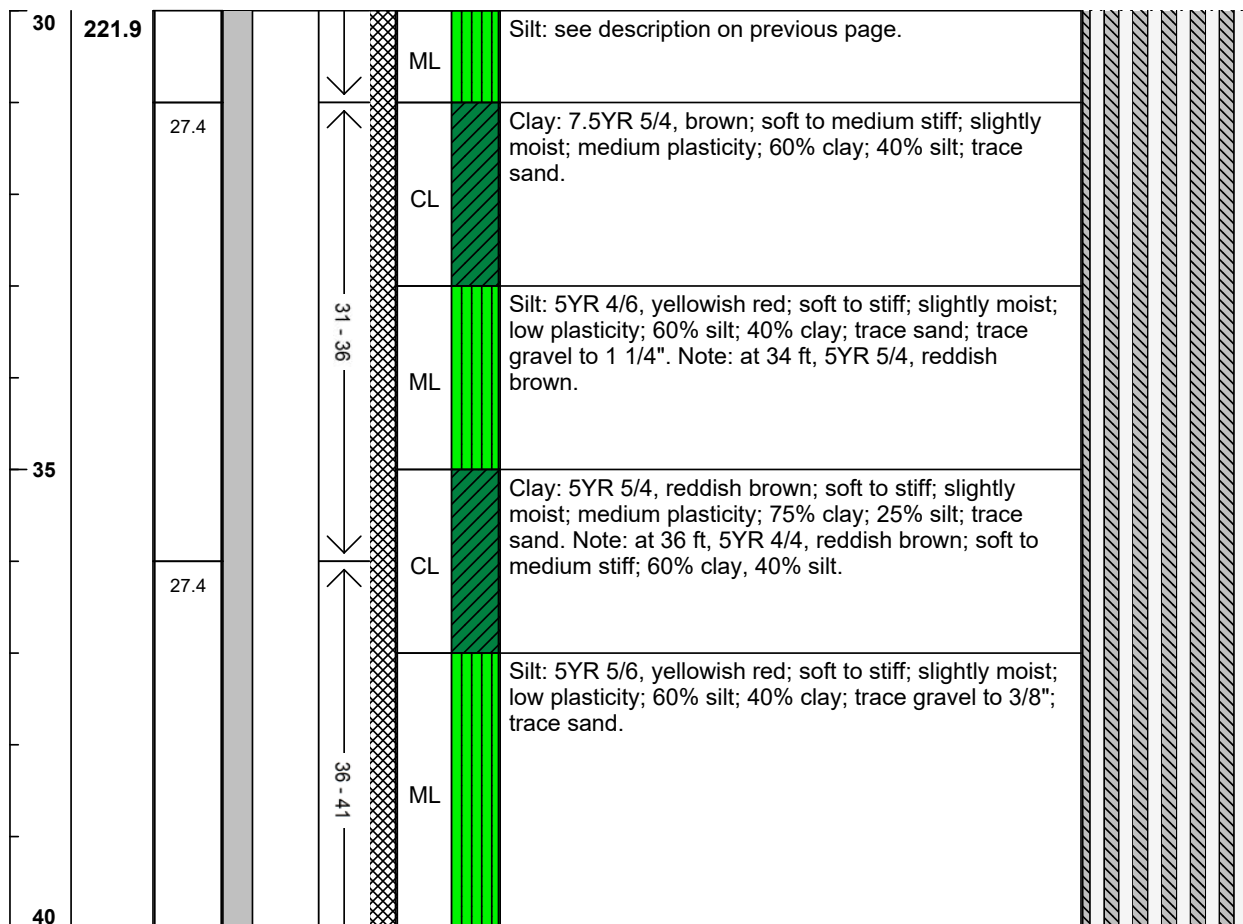 30
221.9
ML
Silt: see description on previous page.
27.4
31 - 36
CL
Clay: 7.5YR 5/4, brown; soft to medium stiff; slightly
moist; medium plasticity; 60% clay; 40% silt; trace
sand.
ML
Silt: 5YR 4/6, yellowish red; soft to stiff; slightly moist;
low plasticity; 60% silt; 40% clay; trace sand; trace
gravel to 1 1/4". Note: at 34 ft, 5YR 5/4, reddish
brown.
35
CL
Clay: 5YR 5/4, reddish brown; soft to stiff; slightly
moist; medium plasticity; 75% clay; 25% silt; trace
sand. Note: at 36 ft, 5YR 4/4, reddish brown; soft to
medium stiff; 60% clay, 40% silt.
27.4
36 - 41
ML
Silt: 5YR 5/6, yellowish red; soft to stiff; slightly moist;
low plasticity; 60% silt; 40% clay; trace gravel to 3/8";
trace sand.
40